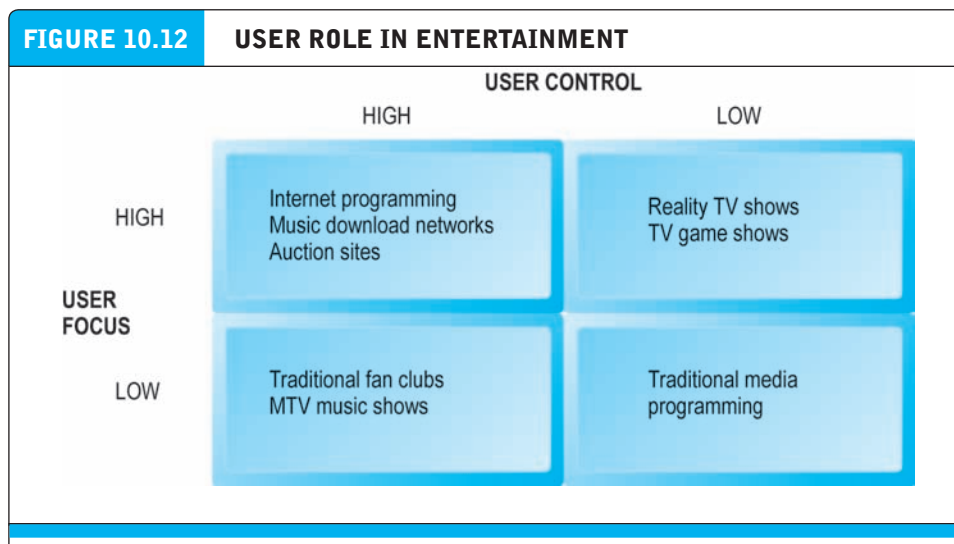 FIGURE 10.12 USER ROLE IN ENTERTAINMENT
USER CONTROL
HIGH LOW
HIGH
Internet programming
Music download networks
Auction sites
Reality TV shows
TV game shows
USER
FOCUS
LOW
Traditional fan clubs
MTV music shows
Traditional media
programming